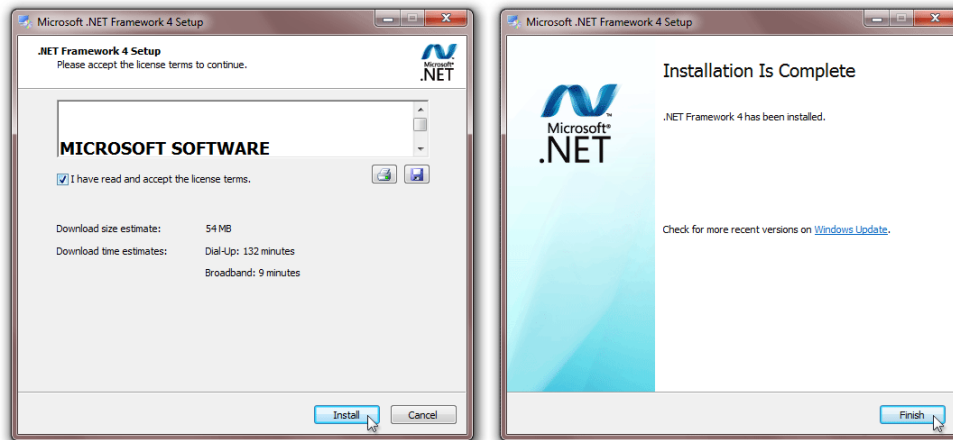 Microsoft .NET Framework 4 Setup
.NET Framework 4 Setup
Please accept the license terms to continue.
Microsoft®
.NET
MICROSOFT SOFTWARE
I have read and accept the license terms.
Download size estimate: 54 MB
Download time estimates: Dial-Up: 132 minutes
Broadband: 9 minutes
Install Cancel
Microsoft .NET Framework 4 Setup
Microsoft®
.NET
Installation Is Complete
.NET Framework 4 has been installed.
Check for more recent versions on Windows Update.
Finish